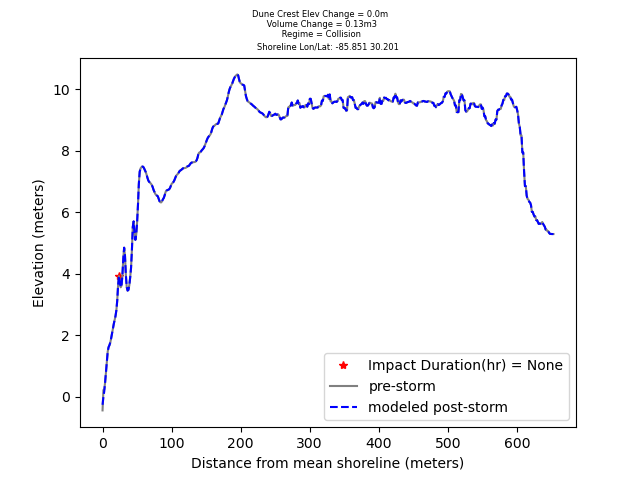 Dune Crest Elev Change = 0.0m
Volume Change = 0.13m3
Regime = Collision
Shoreline Lon/Lat: -85.851 30.201
10
8
6
4
2
0
Elevation (meters)
Impact Duration(hr) = None
pre-storm
modeled post-storm
0 100 200 300 400 500 600
Distance from mean shoreline (meters)